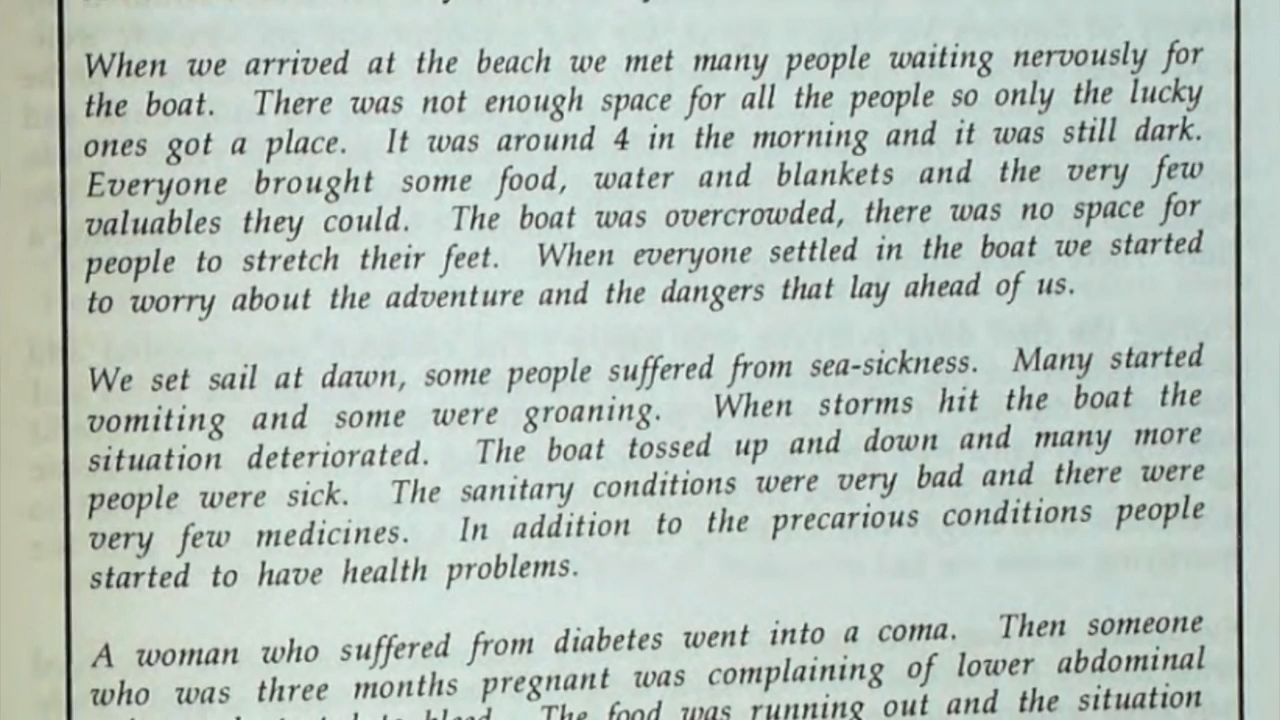 When we arrived at the beach we met many people waiting nervously for
the boat. There was not enough space for all the people so only the lucky
ones got a place. It was around 4 in the morning and it was still dark.
Everyone brought some food, water and blankets and the very few
valuables they could. The boat was overcrowded, there was no space for
people to stretch their feet. When everyone settled in the boat we started
to worry about the adventure and the dangers that lay ahead of us.
We set sail at dawn, some people suffered from sea-sickness. Many started
vomiting and some were groaning. When storms hit the boat the
situation deteriorated. The boat tossed up and down and many more
people were sick. The sanitary conditions were very bad and there were
very few medicines. In addition to the precarious conditions people
started to have health problems.
A woman who suffered from diabetes went into a coma. Then someone
who was three months pregnant was complaining of lower abdominal
The food was running out and the situation